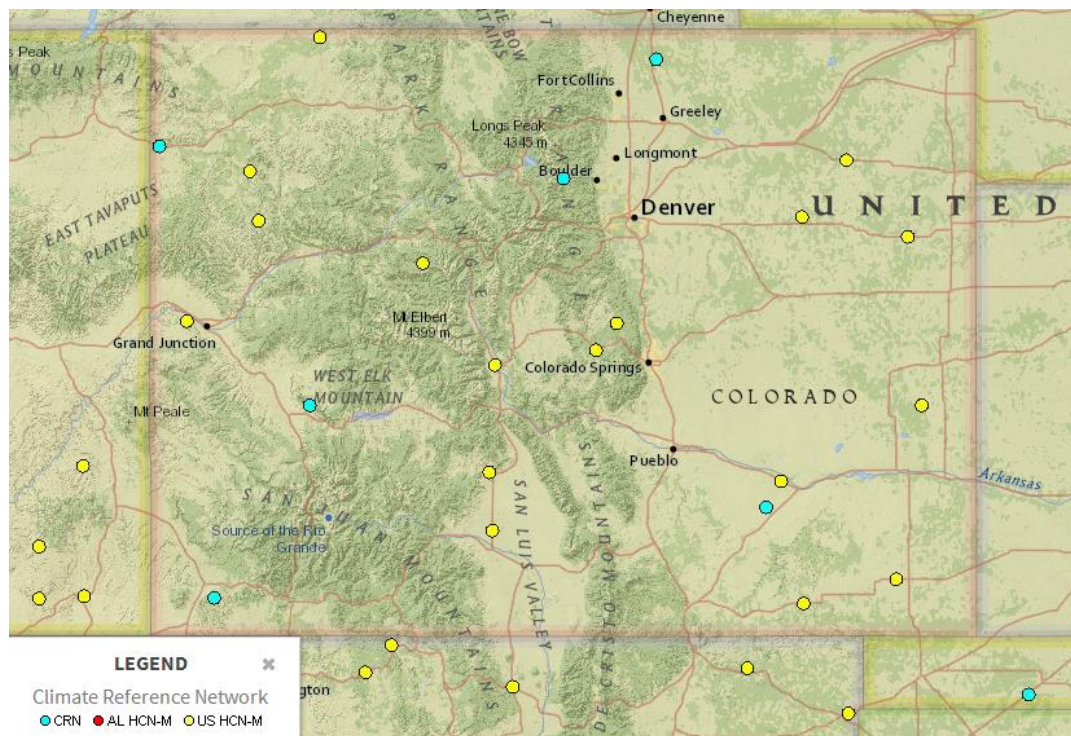 Cheyenne
s Peak
MOUNTAINS
PARK RANGE
NE BOW
NTAINS
Fort Collins
Greeley
Longs Peak
4345 m
Longmont
Boulder
Denver
UNITED
EAST TAVAPUTS
PLATEAU
Mt Elbert
4399 m
Grand Junction
Colorado Springs
WEST ELK
MOUNTAIN
COLORADO
Mt Peale
Pueblo
Arkansas
SAN JUAN MOUNTAINS
Source of the Rio
Grande
SAN LUIS VALLEY
DE CRISTO MOUNTAINS
LEGEND
Climate Reference Network
CRN AL HCN-M US HCN-M
gton